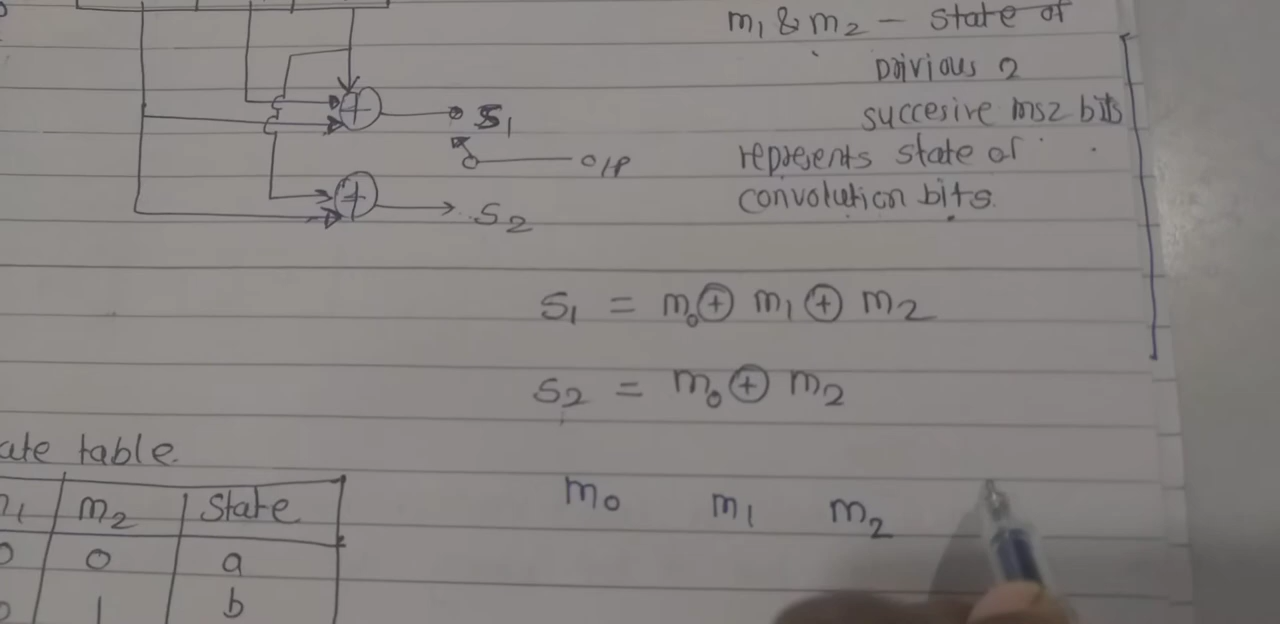 m₁ & m₂ – state of
privious 2
succesive msz bits
represents state of
convolution bits.
S₁
o/p
S₂
S₁ = m₀ ⊕ m₁ ⊕ m₂
S₂ = m₀ ⊕ m₂
ate table.
m₂ State
0 a
1 b
m₀ m₁ m₂